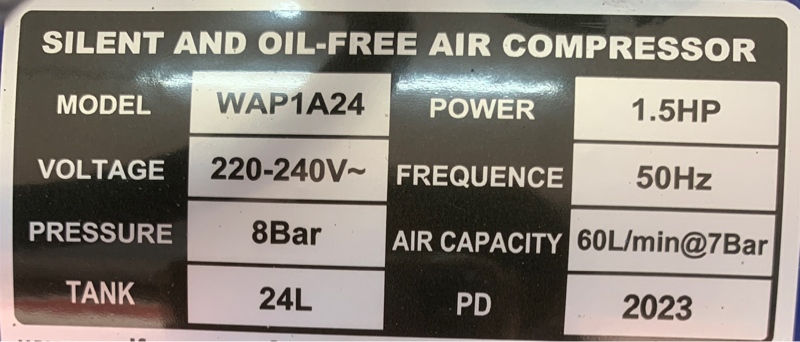 SILENT AND OIL-FREE AIR COMPRESSOR
MODEL WAP1A24 POWER 1.5HP
VOLTAGE 220-240V~ FREQUENCE 50Hz
PRESSURE 8Bar AIR CAPACITY 60L/min@7Bar
TANK 24L PD 2023